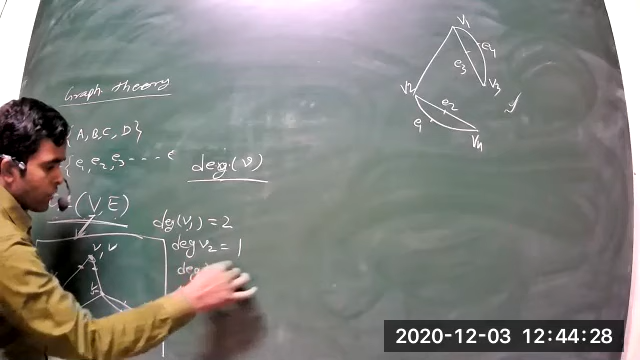 Graph theory
{A, B, C, D}
e1, e2, e3 ---- e
deg.(v)
(V, E)
deg(v1) = 2
deg v2 = 1
deg
V1
e4
e3
V3
V2
e2
e1
V4
2020-12-03 12:44:28